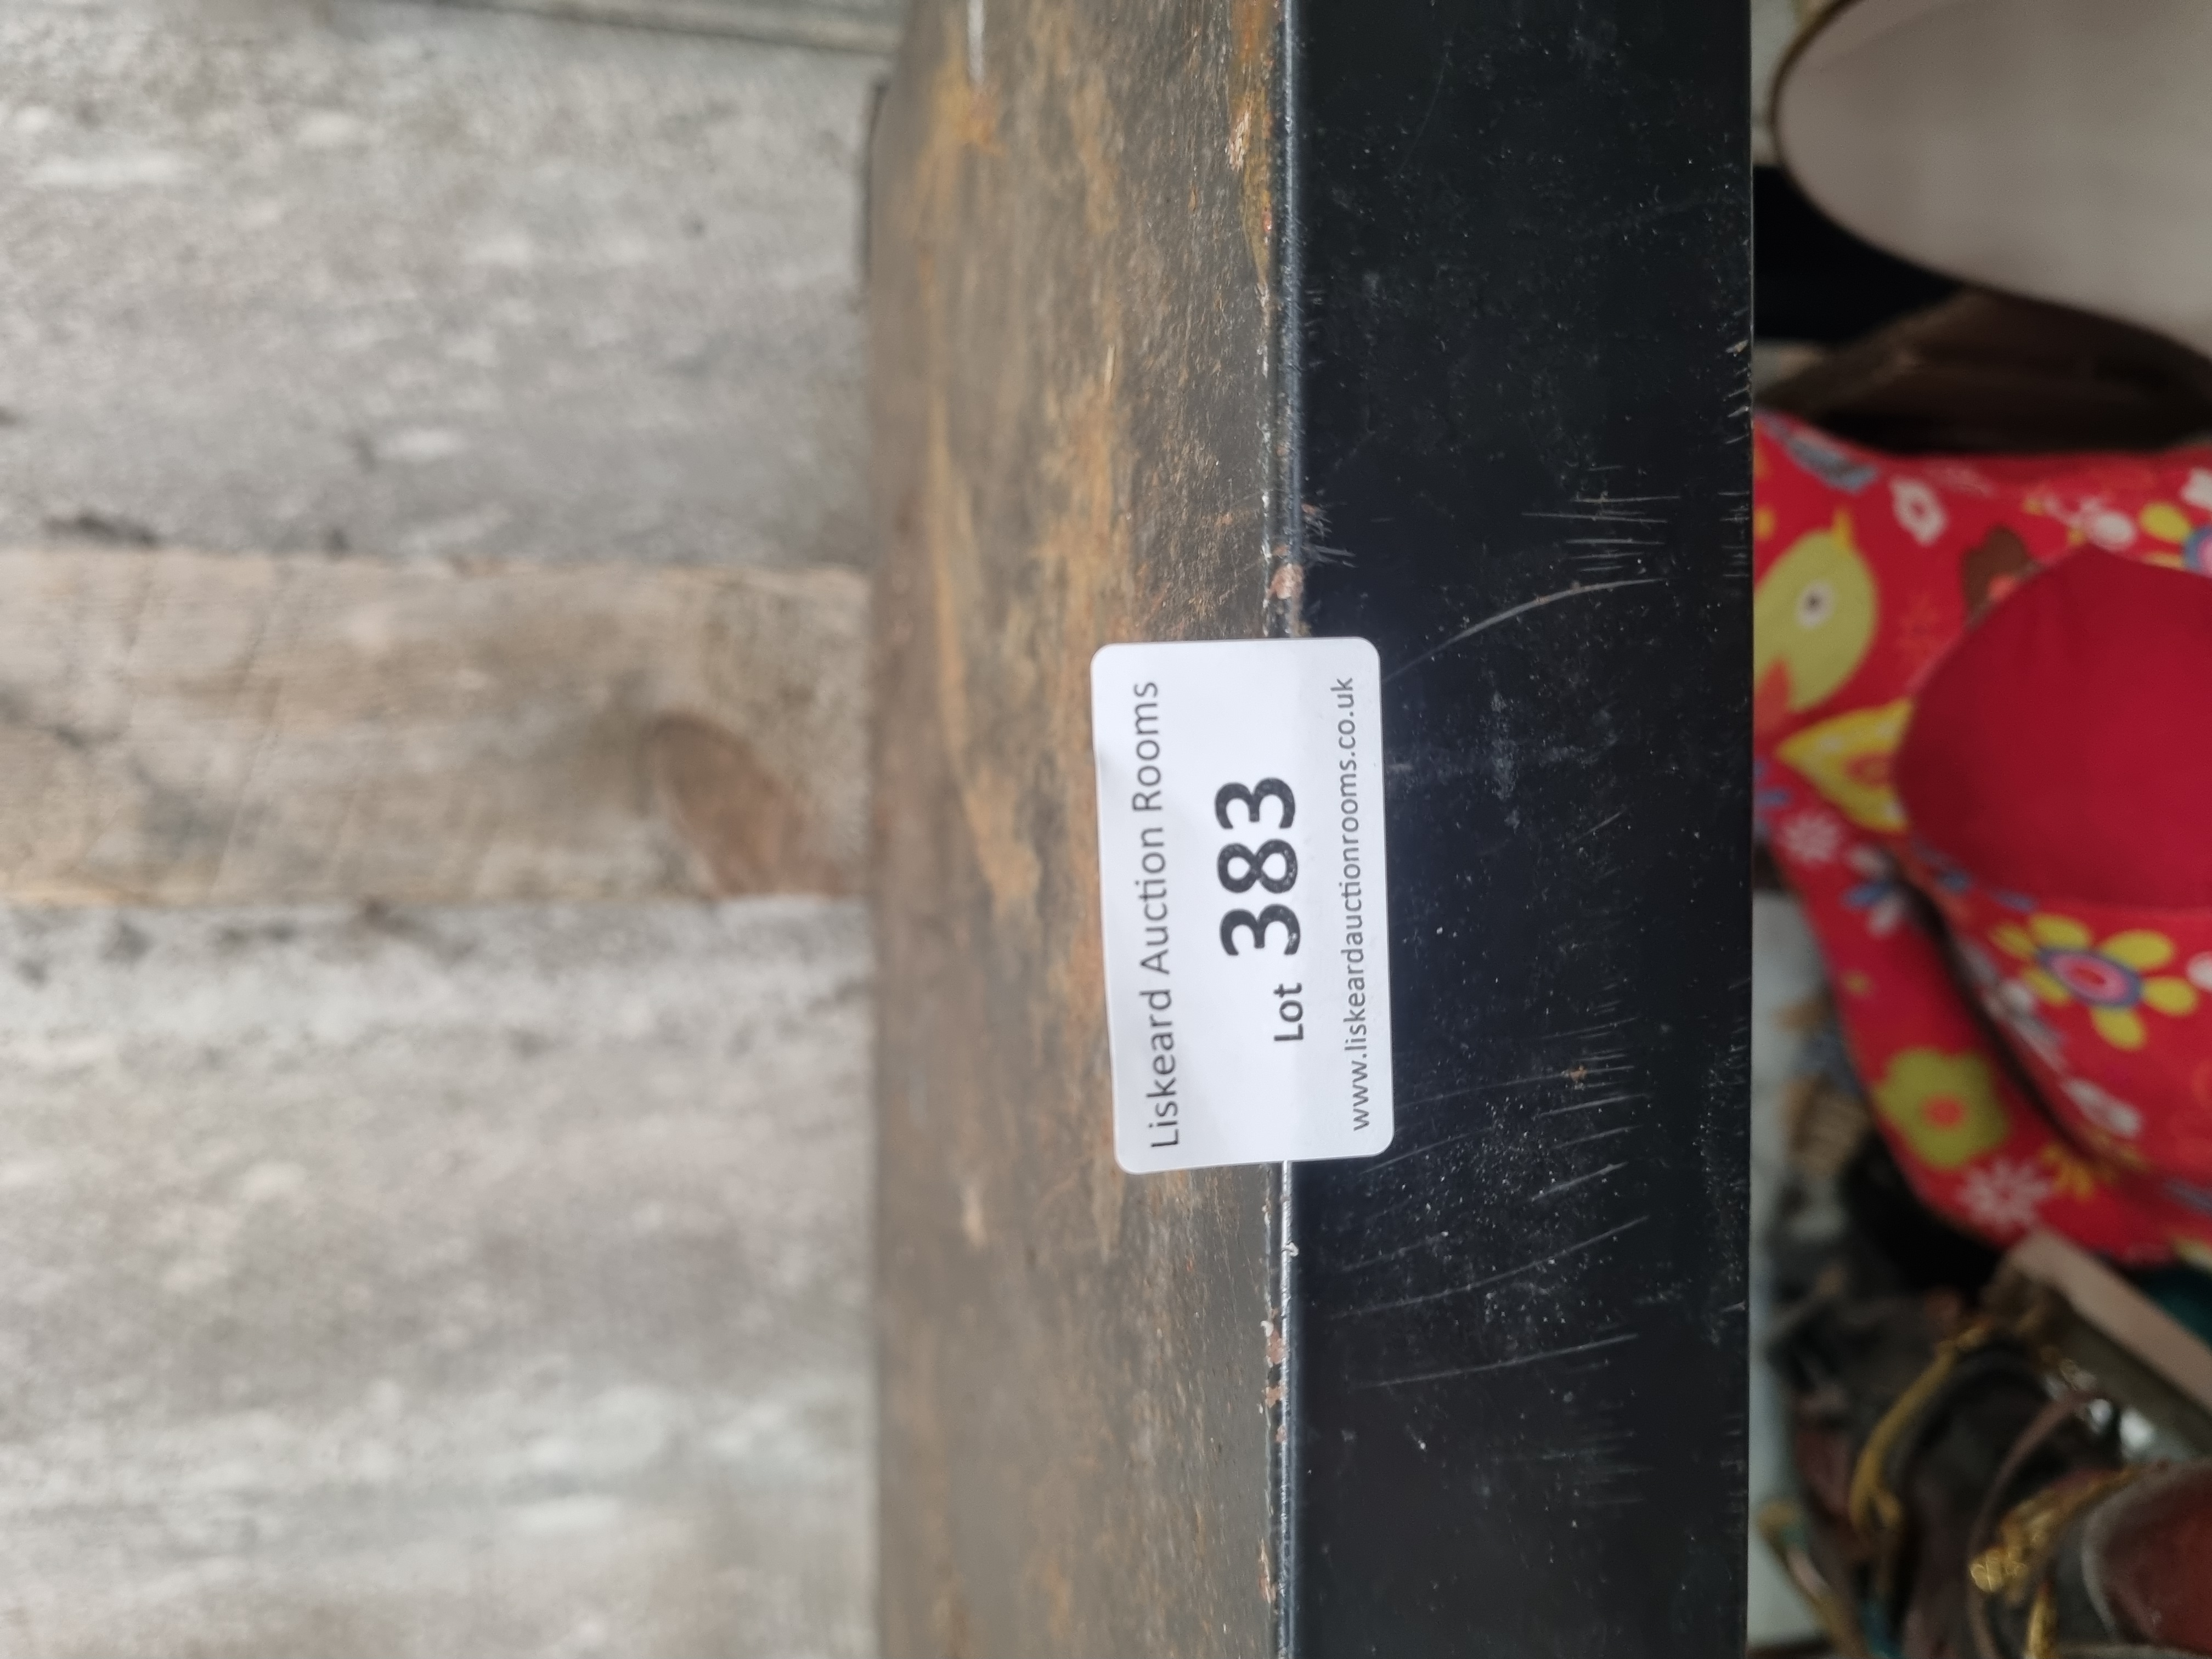 Liskeard Auction Rooms
Lot 383
www.liskeardauctionrooms.co.uk